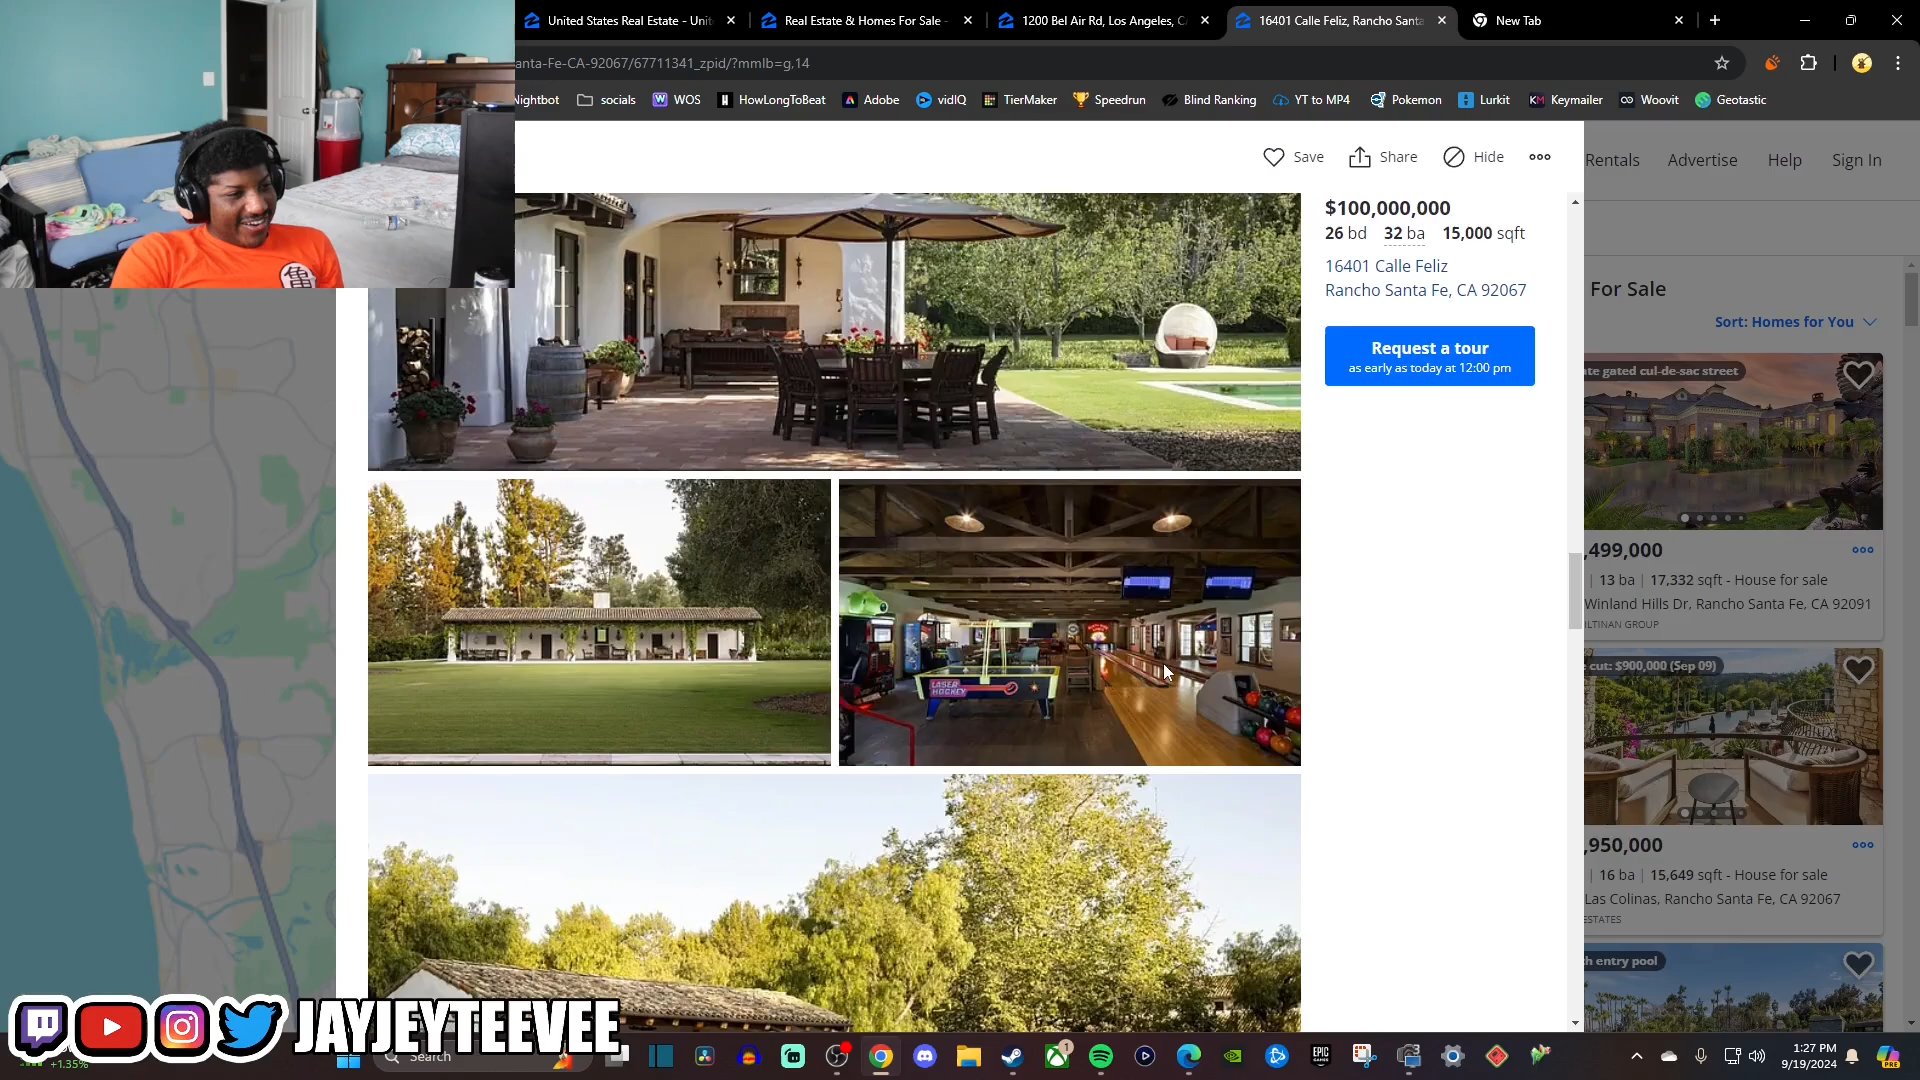 United States Real Estate - Unit
Real Estate & Homes For Sale -
1200 Bel Air Rd, Los Angeles, C
16401 Calle Feliz, Rancho Santa
New Tab
anta-Fe-CA-92067/67711341_zpid/?mmlb=g,14
Nightbot
socials
WOS
HowLongToBeat
Adobe
vidIQ
TierMaker
Speedrun
Blind Ranking
YT to MP4
Pokemon
Lurkit
Keymailer
Woovit
Geotastic
Save
Share
Hide
Rentals
Advertise
Help
Sign In
$100,000,000
26 bd 32 ba 15,000 sqft
16401 Calle Feliz
Rancho Santa Fe, CA 92067
Request a tour
as early as today at 12:00 pm
For Sale
Sort: Homes for You
te gated cul-de-sac street
,499,000
13 ba | 17,332 sqft - House for sale
Winland Hills Dr, Rancho Santa Fe, CA 92091
LTINAN GROUP
cut: $900,000 (Sep 09)
,950,000
16 ba | 15,649 sqft - House for sale
Las Colinas, Rancho Santa Fe, CA 92067
ESTATES
h entry pool
LASER
HOCKEY
亀
JAYJEYTEEVEE
+1.35%
Search
1
EPIC
GAMES
PRE
1:27 PM
9/19/2024